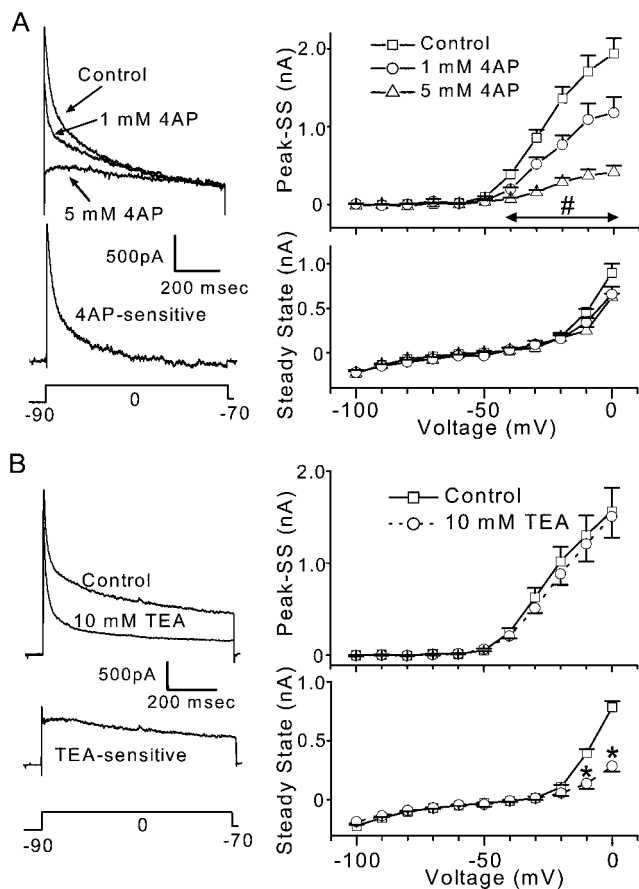 A
Control
1 mM 4AP
5 mM 4AP
500pA
200 msec
4AP-sensitive
-90
0
-70
Peak-SS (nA)
2.0
1.0
0
Control
1 mM 4AP
5 mM 4AP
#
Steady State (nA)
1.0
0.5
0
-100
-50
0
Voltage (mV)
B
Control
10 mM TEA
500pA
200 msec
TEA-sensitive
-90
0
-70
Peak-SS (nA)
2.0
1.0
0
Control
10 mM TEA
Steady State (nA)
1.0
0.5
0
*
*
-100
-50
0
Voltage (mV)